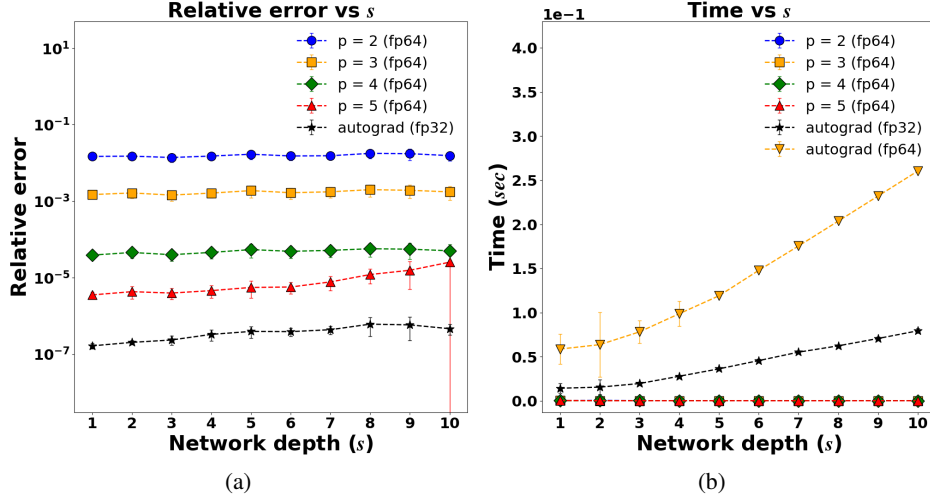 Relative error vs s
Relative error
10¹
10⁻¹
10⁻³
10⁻⁵
10⁻⁷
p = 2 (fp64)
p = 3 (fp64)
p = 4 (fp64)
p = 5 (fp64)
autograd (fp32)
1 2 3 4 5 6 7 8 9 10
Network depth (s)
(a)
Time vs s
1e−1
Time (sec)
4.0
3.5
3.0
2.5
2.0
1.5
1.0
0.5
0.0
p = 2 (fp64)
p = 3 (fp64)
p = 4 (fp64)
p = 5 (fp64)
autograd (fp32)
autograd (fp64)
1 2 3 4 5 6 7 8 9 10
Network depth (s)
(b)